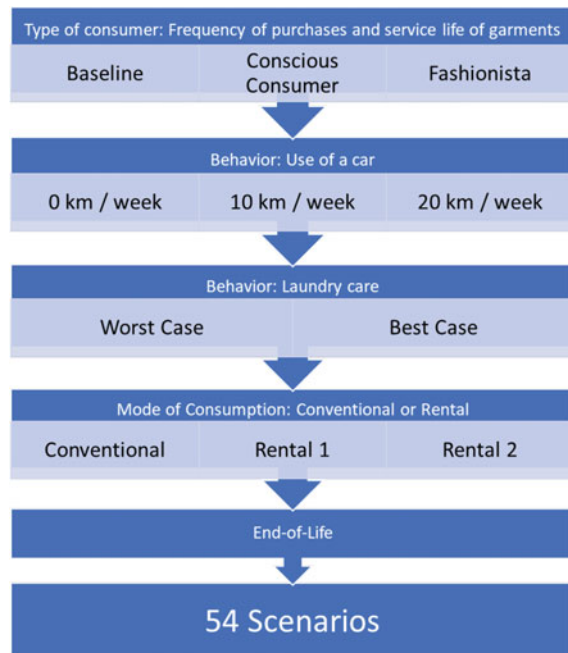 Type of consumer: Frequency of purchases and service life of garments
Baseline
Conscious
Consumer
Fashionista
Behavior: Use of a car
0 km / week
10 km / week
20 km / week
Behavior: Laundry care
Worst Case
Best Case
Mode of Consumption: Conventional or Rental
Conventional
Rental 1
Rental 2
End-of-Life
54 Scenarios